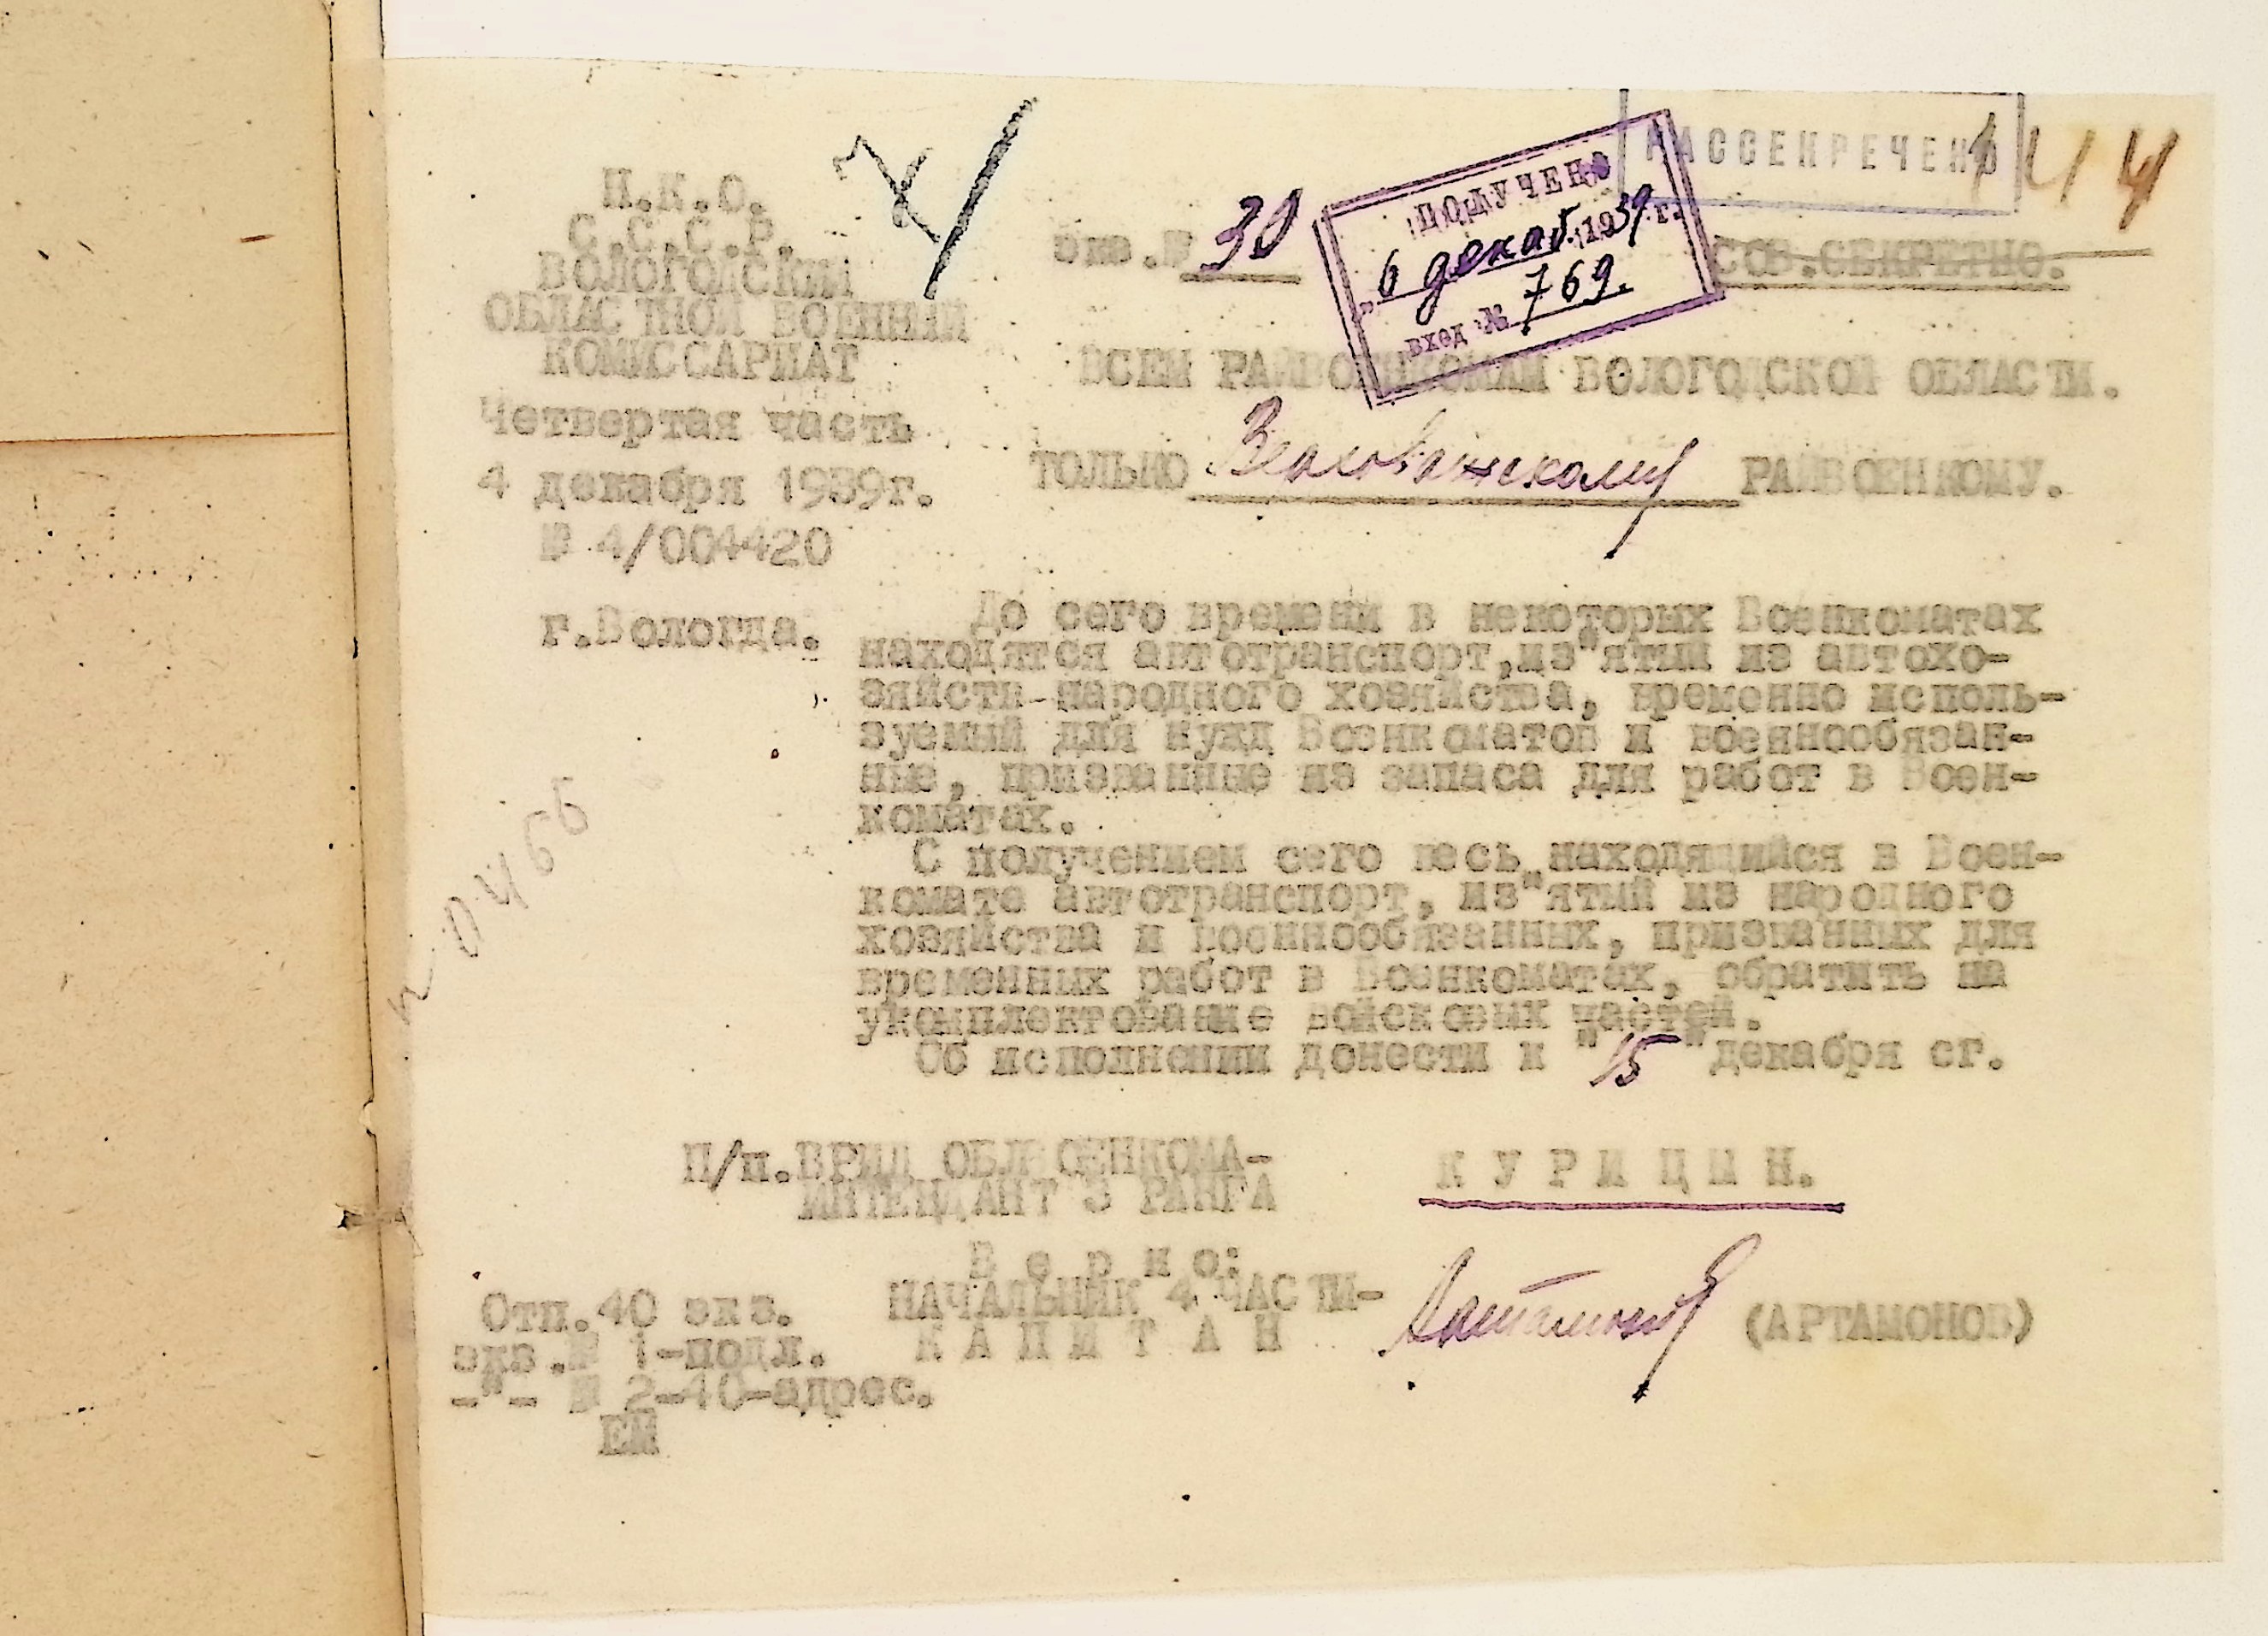 Н.К.О.
С.С.С.Р.
ВОЛОГОДСКИЙ
ОБЛАСТНОЙ ВОЕННЫЙ
КОМИССАРИАТ
Четвертая часть
4 декабря 1939г.
№ 4/004420
г.Вологда.
экз.№ 30
ПОЛУЧЕНО
"6 декаб. 1939 г.
вход № 769.
РАССЕКРЕЧЕНО
144
СОВ.СЕКРЕТНО.
ВСЕМ РАЙВОЕНКОМАМ ВОЛОГОДСКОЙ ОБЛАСТИ.
ТОЛЬКО Верховажскому РАЙВОЕНКОМУ.
До сего времени в некоторых Военкоматах
находятся автотранспорт,из"ятый из автохо-
зяйств народного хозяйства, временно исполь-
зуемый для нужд Военкоматов и военнообязан-
ные, призванные из запаса для работ в Воен-
коматах.
С получением сего весь находящийся в Воен-
комате автотранспорт, из"ятый из народного
хозяйства и военнообязанных, призванных для
временных работ в Военкоматах, обратить на
укомплектование войсковых частей.
Об исполнении донести к "15" декабря сг.
П/п.ВРИД ОБЛВОЕНКОМА-
ИНТЕНДАНТ 3 РАНГА
К У Р И Ц И Н.
В е р н о:
НАЧАЛЬНИК 4 ЧАСТИ-
К А П И Т А Н
Артамонов (АРТАМОНОВ)
Отп.40 экз.
экз.№ 1-подл.
-"- № 2-40-адрес.
ЕМ